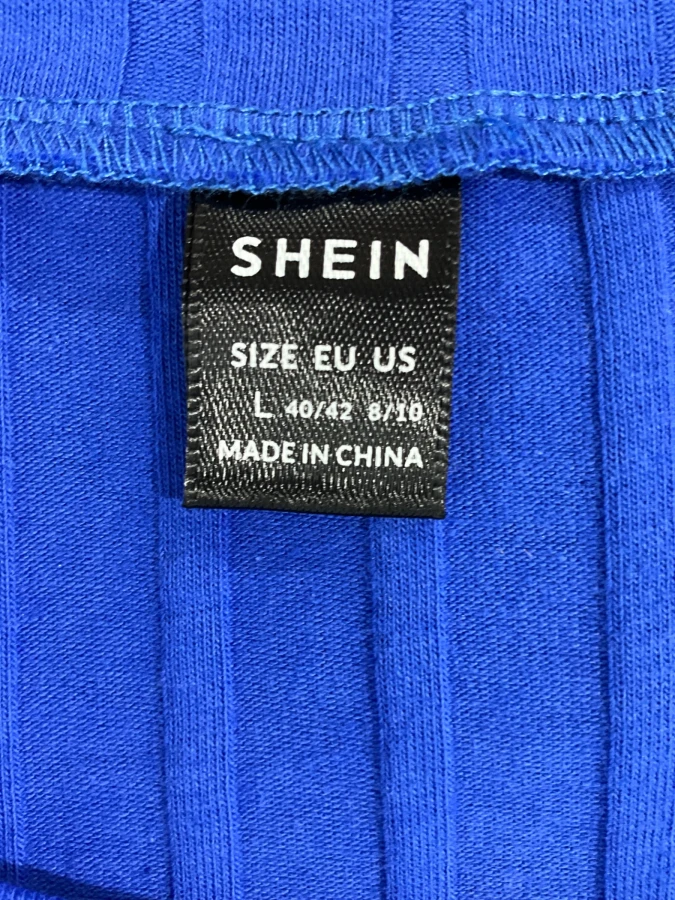 SHEIN
SIZE EU US
L 40/42 8/10
MADE IN CHINA